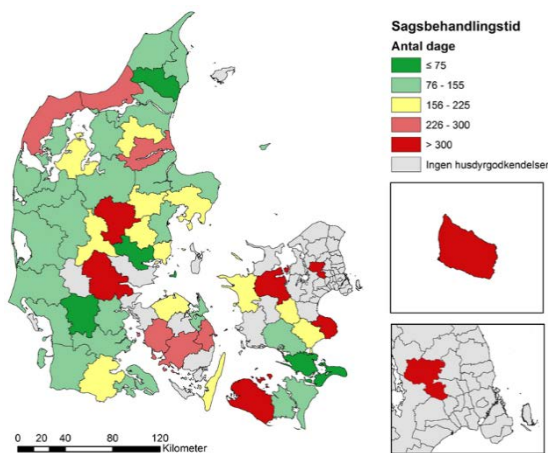 Sagsbehandlingstid
Antal dage
≤ 75
76 - 155
156 - 225
226 - 300
> 300
Ingen husdyrgodkendelser
0 20 40 80 120
Kilometer